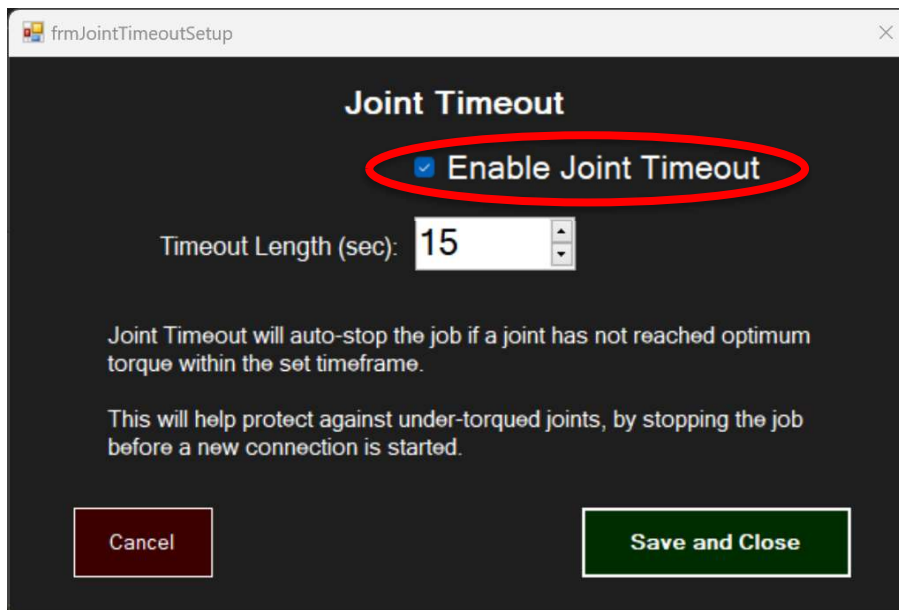 frmJointTimeoutSetup
Joint Timeout
Enable Joint Timeout
Timeout Length (sec): 15
Joint Timeout will auto-stop the job if a joint has not reached optimum
torque within the set timeframe.
This will help protect against under-torqued joints, by stopping the job
before a new connection is started.
Cancel Save and Close